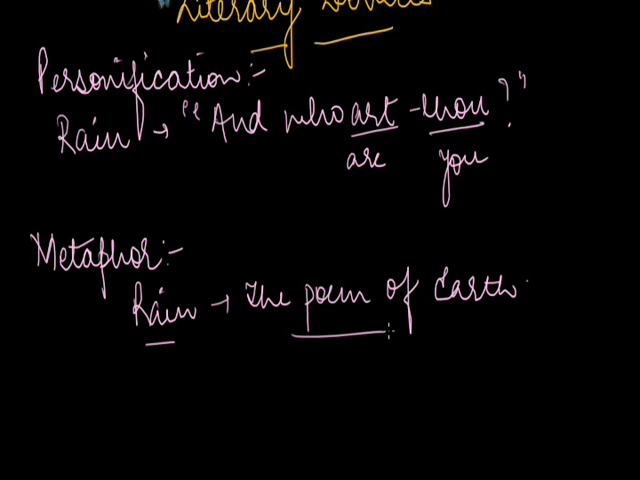 Literary Devices
Personification:-
Rain → "And who art thou?"
are you
Metaphor:-
Rain → The poem of Earth.